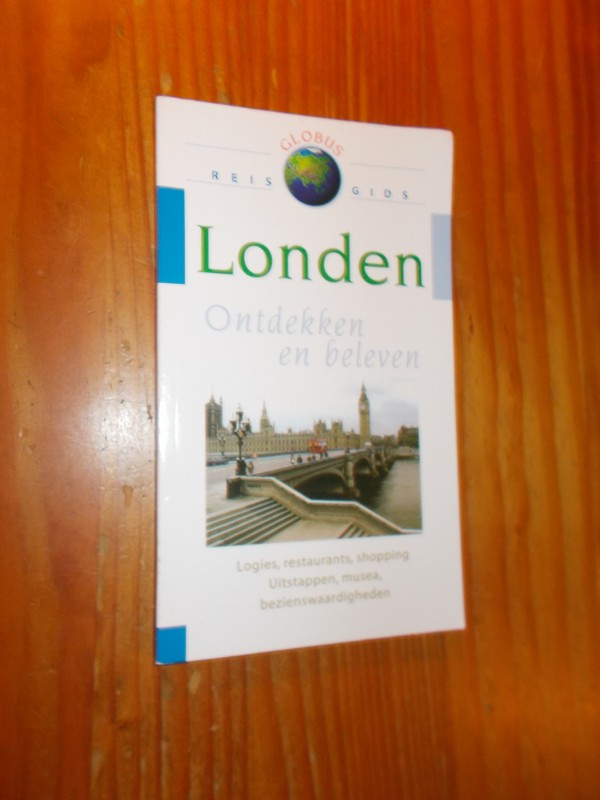 GLOBUS
REIS GIDS
Londen
Ontdekken
en beleven
Logies, restaurants, shopping
Uitstappen, musea,
bezienswaardigheden